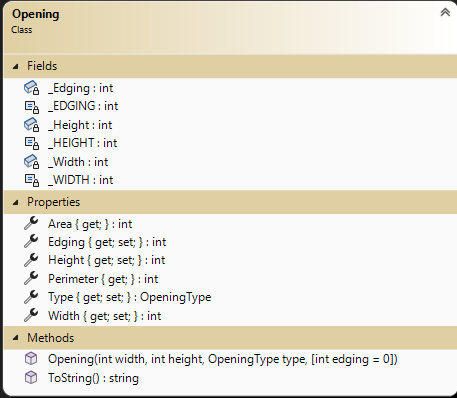 Opening
Class
Fields
_Edging : int
_EDGING : int
_Height : int
_HEIGHT : int
_Width : int
_WIDTH : int
Properties
Area { get; } : int
Edging { get; set; } : int
Height { get; set; } : int
Perimeter { get; } : int
Type { get; set; } : OpeningType
Width { get; set; } : int
Methods
Opening(int width, int height, OpeningType type, [int edging = 0])
ToString() : string